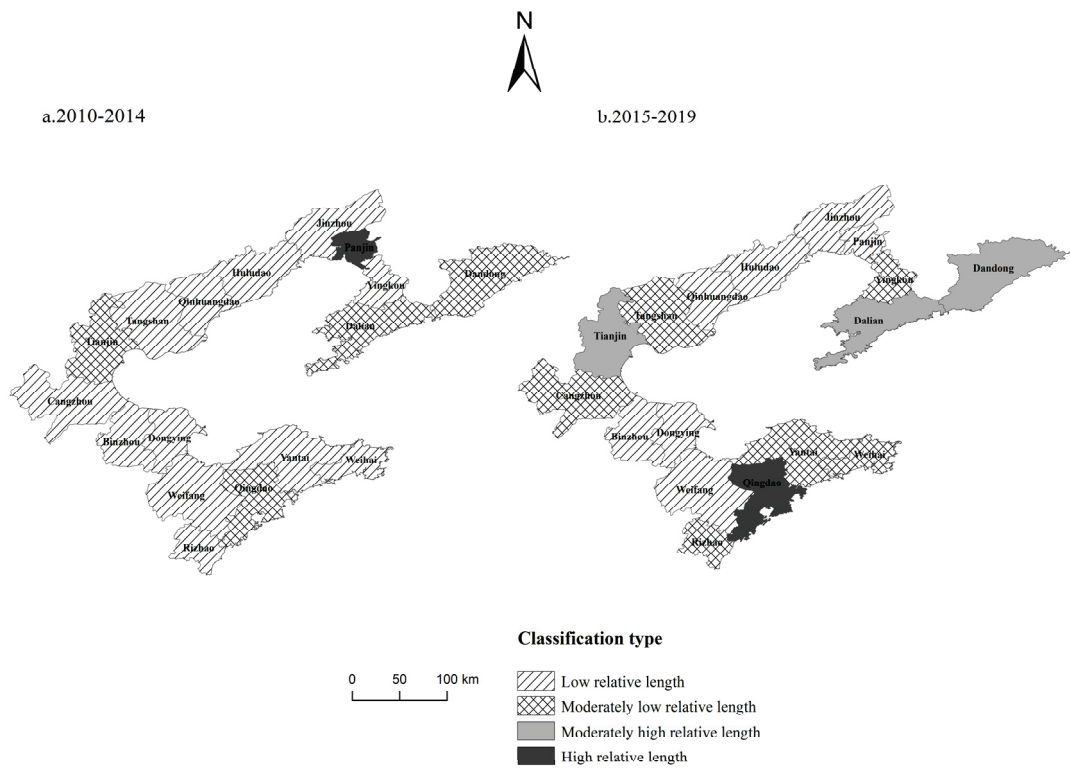 N
a.2010-2014
b.2015-2019
Jinzhou
Panjin
Huludao
Yingkou
Dandong
Qinhuangdao
Tangshan
Dalian
Tianjin
Cangzhou
Binzhou
Dongying
Yantai
Weihai
Weifang
Qingdao
Rizhao
Jinzhou
Panjin
Huludao
Yingkou
Dandong
Qinhuangdao
Tangshan
Dalian
Tianjin
Cangzhou
Binzhou
Dongying
Yantai
Weihai
Weifang
Qingdao
Rizhao
Classification type
0 50 100 km
Low relative length
Moderately low relative length
Moderately high relative length
High relative length